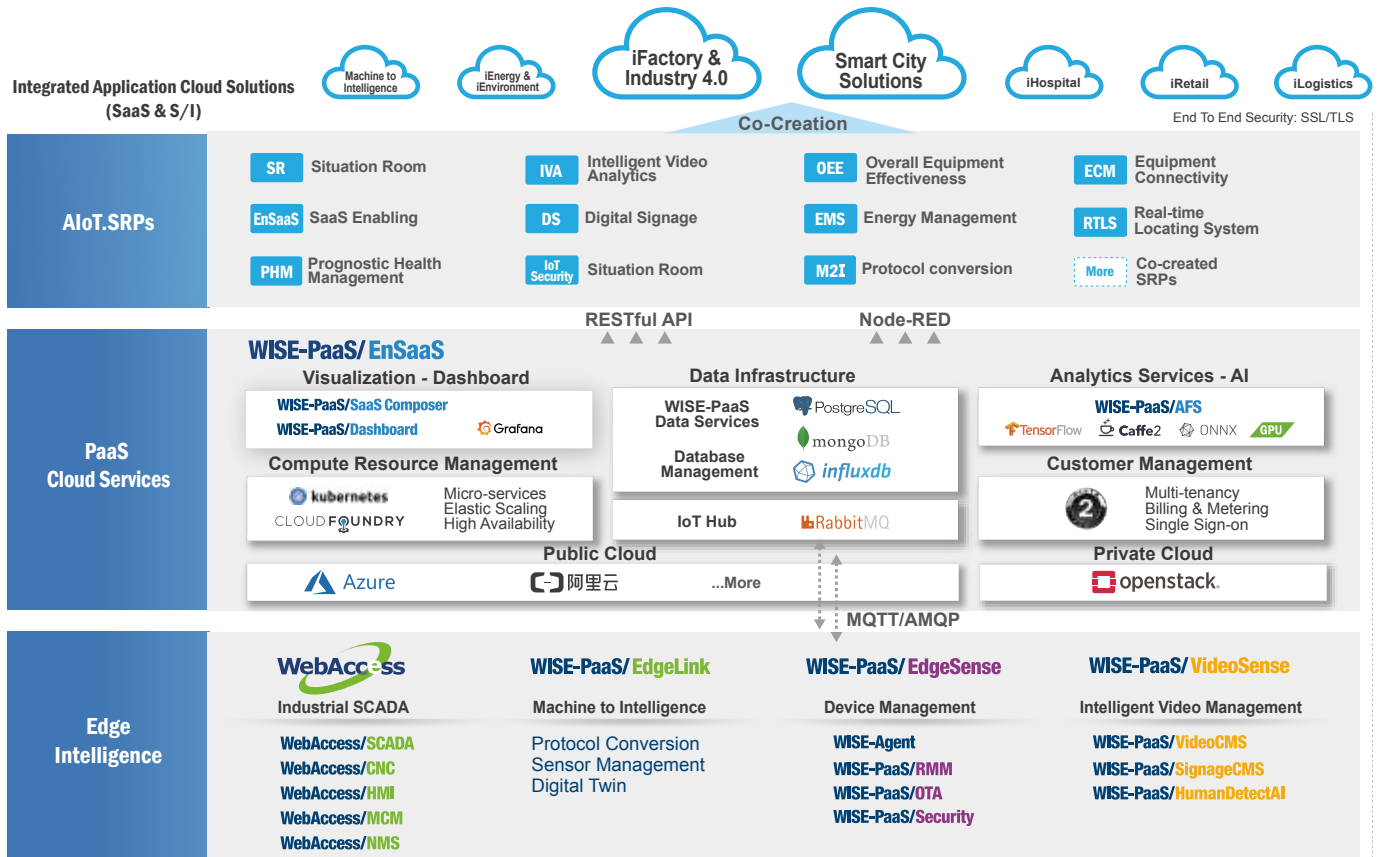 Integrated Application Cloud Solutions
(SaaS & S/I)
Machine to
Intelligence
iEnergy &
iEnvironment
iFactory &
Industry 4.0
Smart City
Solutions
iHospital
iRetail
iLogistics
End To End Security: SSL/TLS
Co-Creation
AIoT.SRPs
SR Situation Room
IVA Intelligent Video
Analytics
OEE Overall Equipment
Effectiveness
ECM Equipment
Connectivity
EnSaaS SaaS Enabling
DS Digital Signage
EMS Energy Management
RTLS Real-time
Locating System
PHM Prognostic Health
Management
IoT
Security Situation Room
M2I Protocol conversion
More Co-created
SRPs
RESTful API
Node-RED
PaaS
Cloud Services
WISE-PaaS/EnSaaS
Visualization - Dashboard
WISE-PaaS/SaaS Composer
WISE-PaaS/Dashboard
Grafana
Data Infrastructure
WISE-PaaS
Data Services
PostgreSQL
mongoDB
Database
Management
influxdb
Analytics Services - AI
WISE-PaaS/AFS
TensorFlow
Caffe2
ONNX
GPU
Compute Resource Management
kubernetes
CLOUD FOUNDRY
Micro-services
Elastic Scaling
High Availability
IoT Hub
RabbitMQ
Customer Management
2
Multi-tenancy
Billing & Metering
Single Sign-on
Public Cloud
Azure
阿里云
...More
Private Cloud
openstack.
MQTT/AMQP
Edge
Intelligence
WebAccess
Industrial SCADA
WebAccess/SCADA
WebAccess/CNC
WebAccess/HMI
WebAccess/MCM
WebAccess/NMS
WISE-PaaS/EdgeLink
Machine to Intelligence
Protocol Conversion
Sensor Management
Digital Twin
WISE-PaaS/EdgeSense
Device Management
WISE-Agent
WISE-PaaS/RMM
WISE-PaaS/OTA
WISE-PaaS/Security
WISE-PaaS/VideoSense
Intelligent Video Management
WISE-PaaS/VideoCMS
WISE-PaaS/SignageCMS
WISE-PaaS/HumanDetectAI